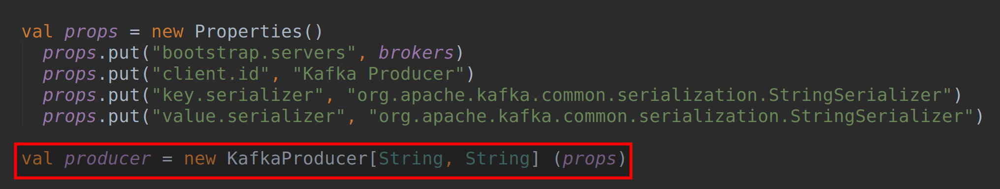 val props = new Properties()
props.put("bootstrap.servers", brokers)
props.put("client.id", "Kafka Producer")
props.put("key.serializer", "org.apache.kafka.common.serialization.StringSerializer")
props.put("value.serializer", "org.apache.kafka.common.serialization.StringSerializer")
val producer = new KafkaProducer[String, String] (props)